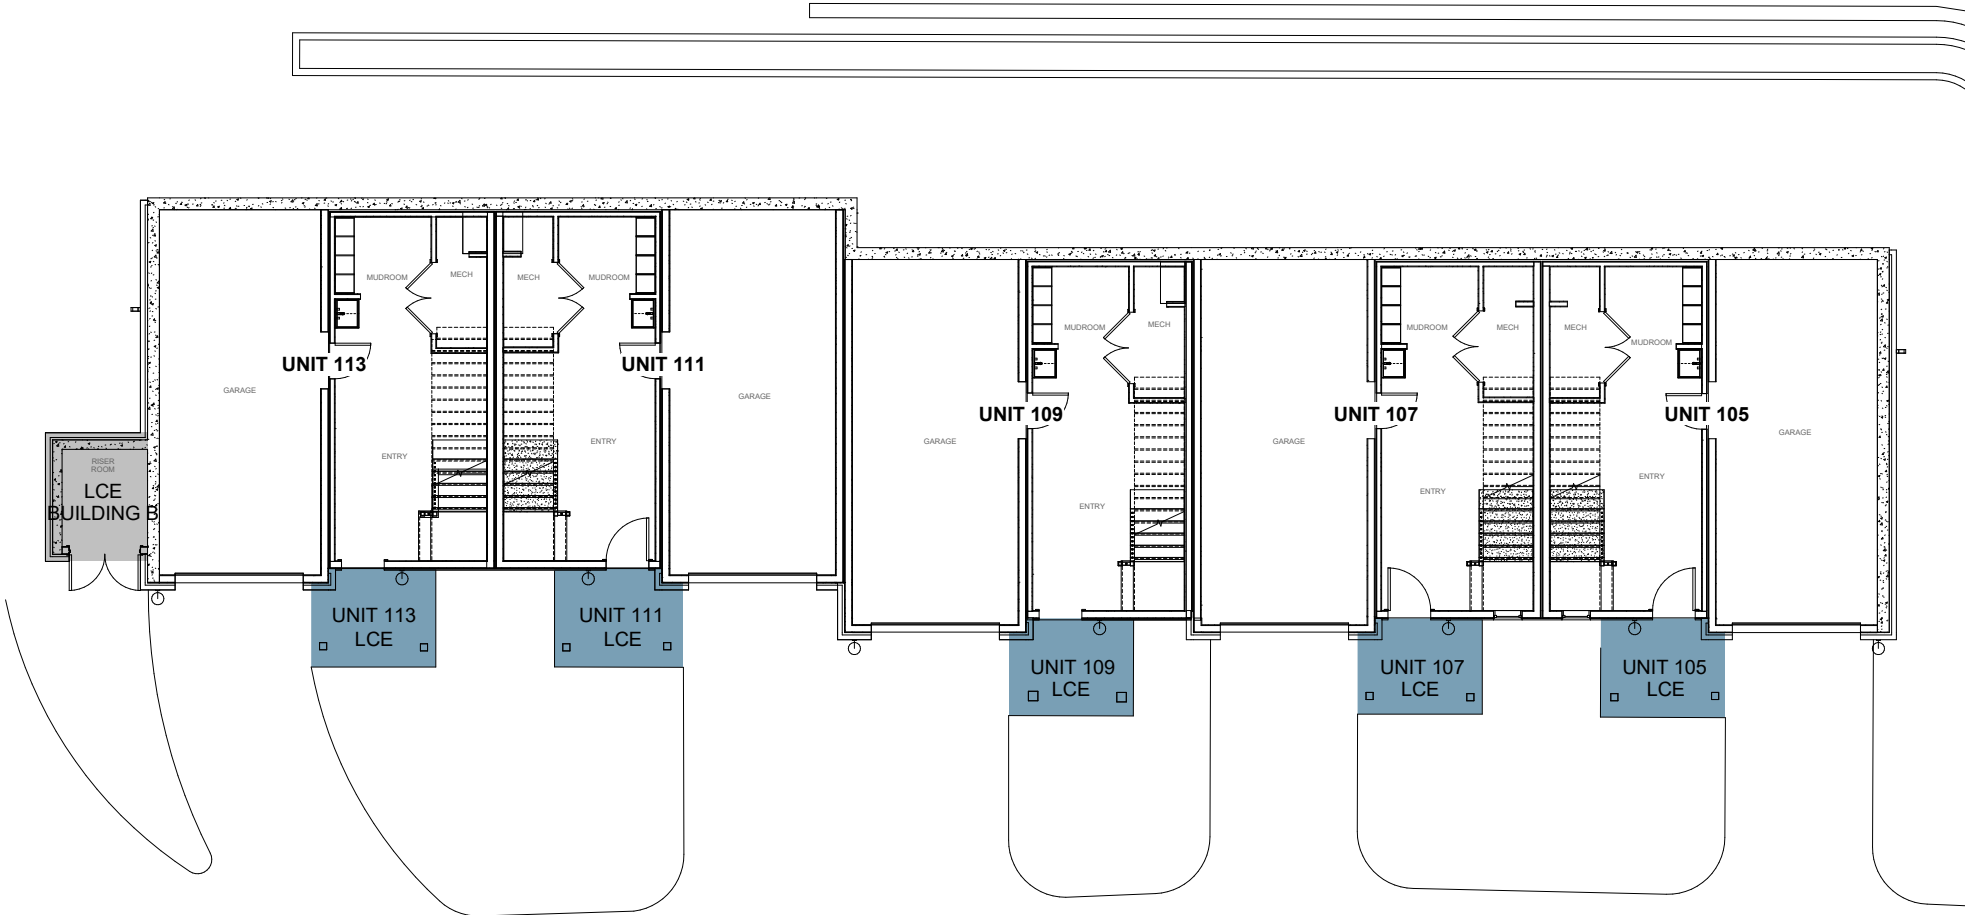 MUDROOM
MECH
MECH
MUDROOM
UNIT 113
UNIT 111
GARAGE
GARAGE
ENTRY
ENTRY
MUDROOM
MECH
MUDROOM
MECH
MECH
MUDROOM
UNIT 109
UNIT 107
UNIT 105
GARAGE
GARAGE
GARAGE
ENTRY
ENTRY
ENTRY
RISER
ROOM
LCE
BUILDING B
UNIT 113
LCE
UNIT 111
LCE
UNIT 109
LCE
UNIT 107
LCE
UNIT 105
LCE